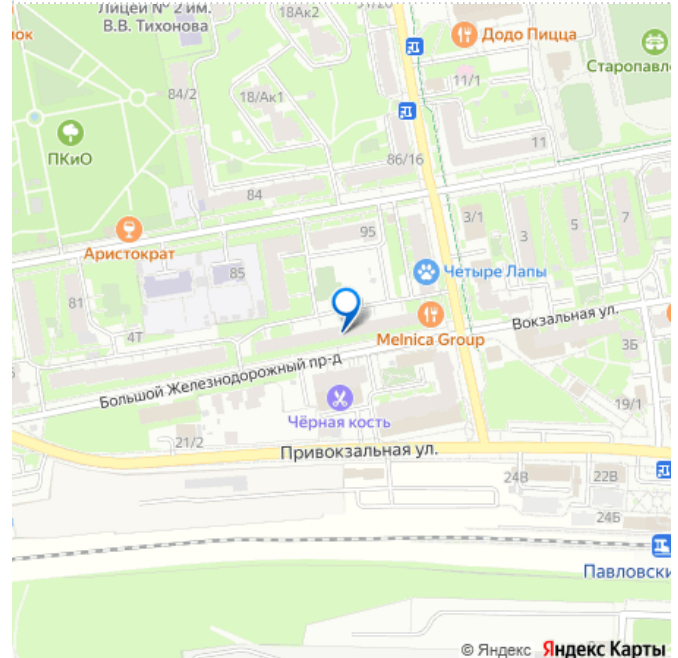 Лицей № 2 им.
В.В. Тихонова
18Ак2
Додо Пицца
Старопавло
11/1
84/2
18/Ак1
ПКиО
11
86/16
84
95
3/1
3
5
7
Аристократ
85
Четыре Лапы
81
4Т
Melnica Group
Вокзальная ул.
3Б
Большой Железнодорожный пр-д
19/1
Чёрная кость
21/2
Привокзальная ул.
24В
22В
24Б
Павловски
© Яндекс Яндекс Карты